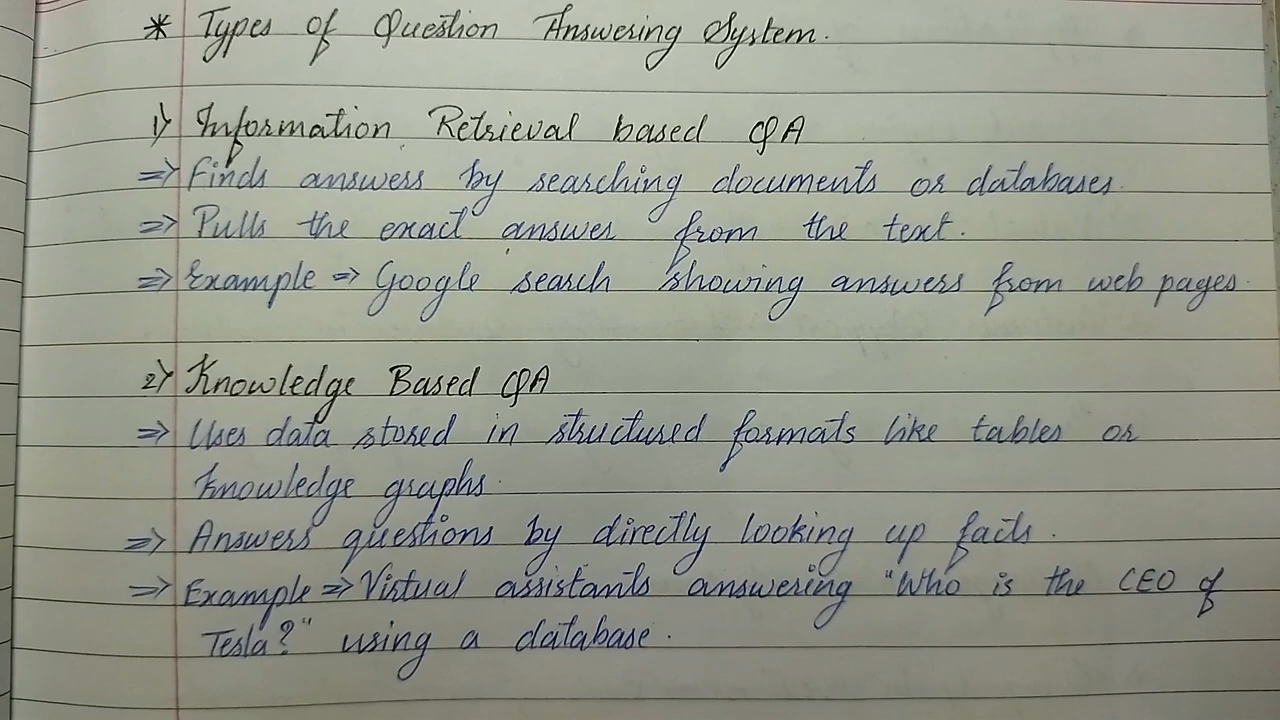 * Types of Question Answering System.
1) Information Retrieval based QA
⇒ Finds answers by searching documents or databases.
⇒ Pulls the exact answer from the text.
⇒ Example ⇒ Google search showing answers from web pages.
2) Knowledge Based QA
⇒ Uses data stored in structured formats like tables or
knowledge graphs.
⇒ Answers questions by directly looking up facts.
⇒ Example ⇒ Virtual assistants answering "Who is the CEO of
Tesla?" using a database.